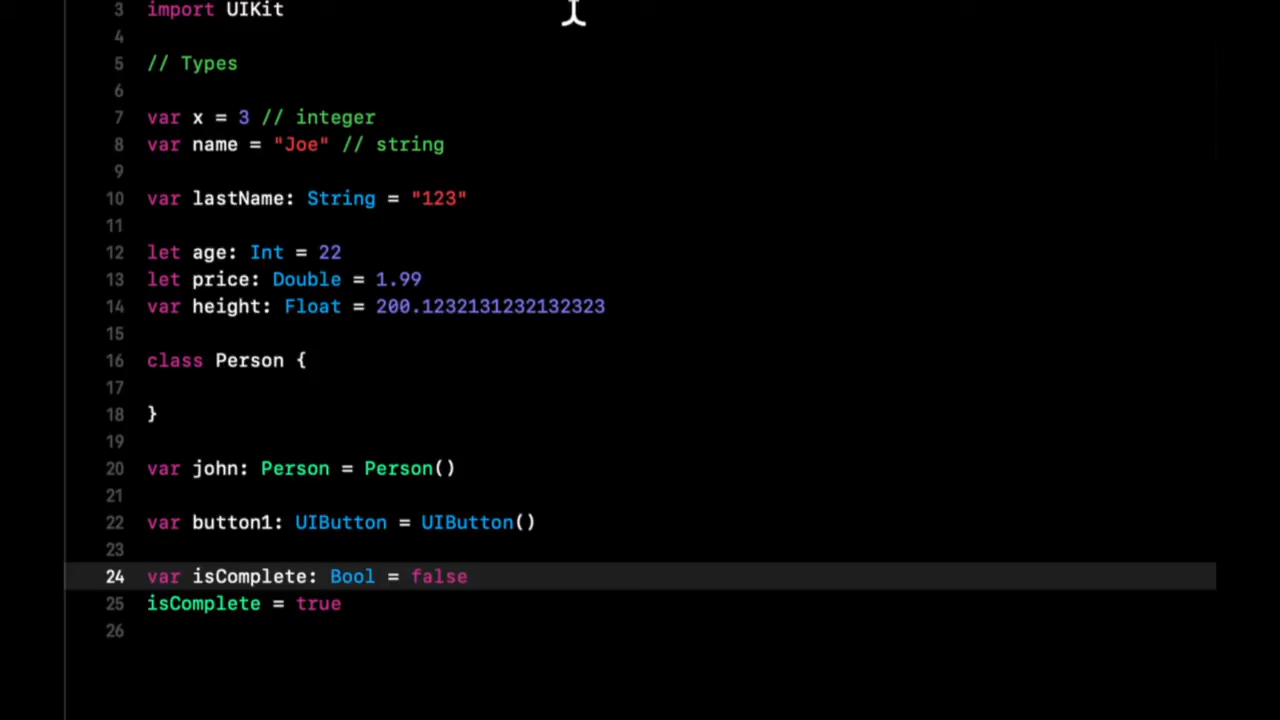 3 import UIKit
4
5 // Types
6
7 var x = 3 // integer
8 var name = "Joe" // string
9
10 var lastName: String = "123"
11
12 let age: Int = 22
13 let price: Double = 1.99
14 var height: Float = 200.1232131232132323
15
16 class Person {
17
18 }
19
20 var john: Person = Person()
21
22 var button1: UIButton = UIButton()
23
24 var isComplete: Bool = false
25 isComplete = true
26